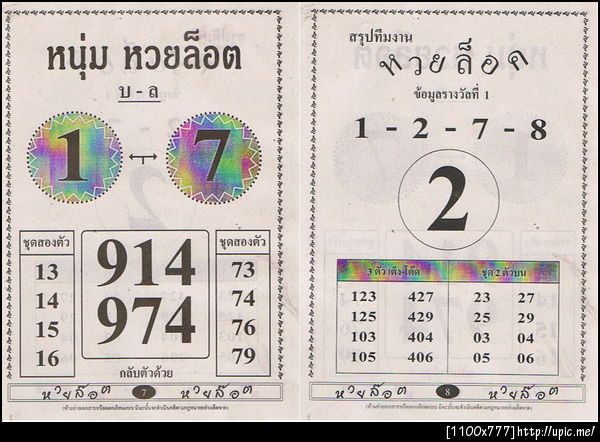 หนุ่ม หวยล็อต
บ - ล
1 ↔ 7
ชุดสองตัว
13
14
15
16
914
974
ชุดสองตัว
73
74
76
79
กลับตัวด้วย
หวยล๊อต 7 หวยล๊อต
สรุปทีมงาน
หวยล็อต
ข้อมูลรางวัลที่ 1
1 - 2 - 7 - 8
2
3 ตัว เต็ง-โต๊ด ชุด 2 ตัวบน
123 427 23 27
125 429 25 29
103 404 03 04
105 406 05 06
หวยล๊อต 8 หวยล๊อต
[1100x777]http://upic.me/